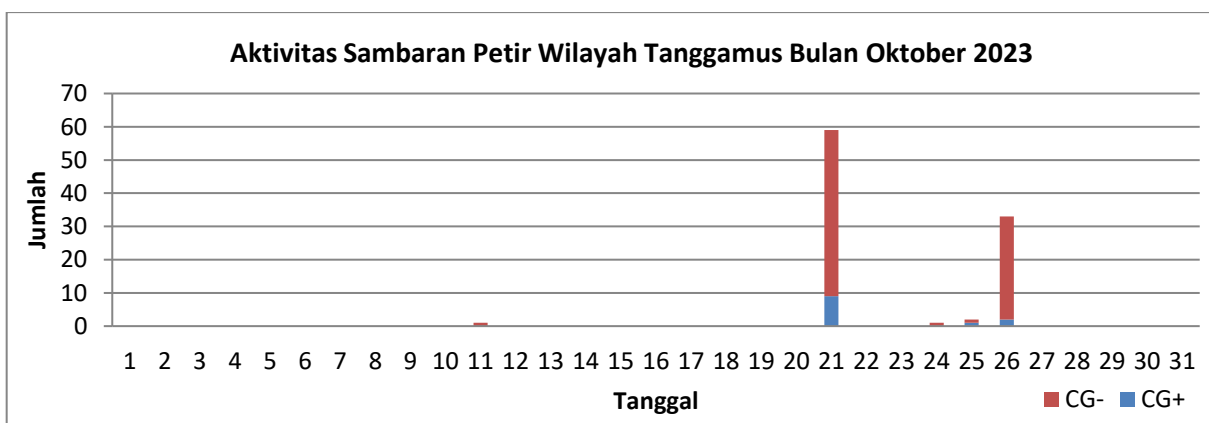 Aktivitas Sambaran Petir Wilayah Tanggamus Bulan Oktober 2023
70
60
50
40
30
20
10
0
Jumlah
1 2 3 4 5 6 7 8 9 10 11 12 13 14 15 16 17 18 19 20 21 22 23 24 25 26 27 28 29 30 31
Tanggal
CG- CG+